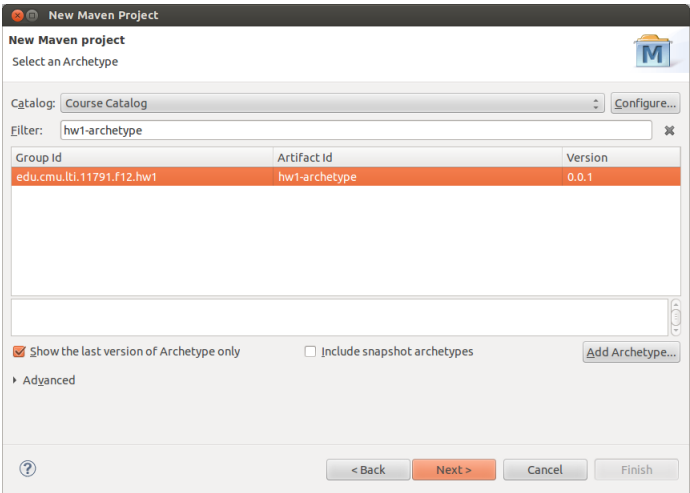 New Maven Project
New Maven project
Select an Archetype
M
Catalog: Course Catalog Configure...
Filter: hw1-archetype
Group Id Artifact Id Version
edu.cmu.lti.11791.f12.hw1 hw1-archetype 0.0.1
Show the last version of Archetype only Include snapshot archetypes Add Archetype...
Advanced
? < Back Next > Cancel Finish